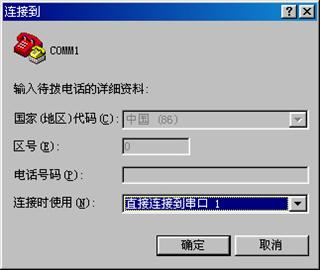 连接到
COMM1
输入待拨电话的详细资料:
国家(地区)代码(C): 中国 (86)
区号(E): 0
电话号码(P):
连接时使用(N): 直接连接到串口 1
确定 取消